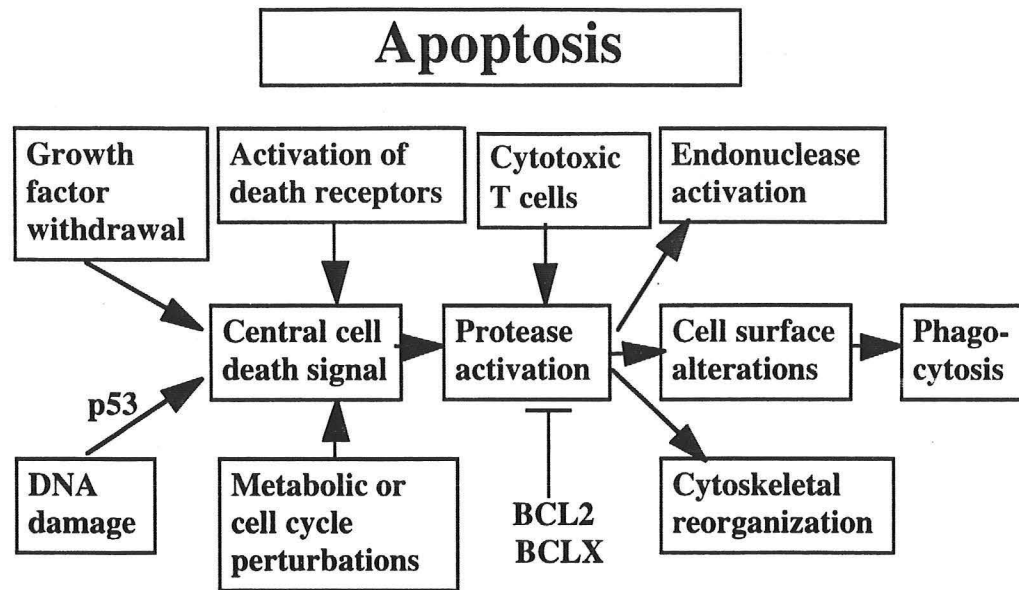 Apoptosis
Growth
factor
withdrawal
Activation of
death receptors
Cytotoxic
T cells
Endonuclease
activation
Central cell
death signal
Protease
activation
Cell surface
alterations
Phago-
cytosis
p53
DNA
damage
Metabolic or
cell cycle
perturbations
BCL2
BCLX
Cytoskeletal
reorganization